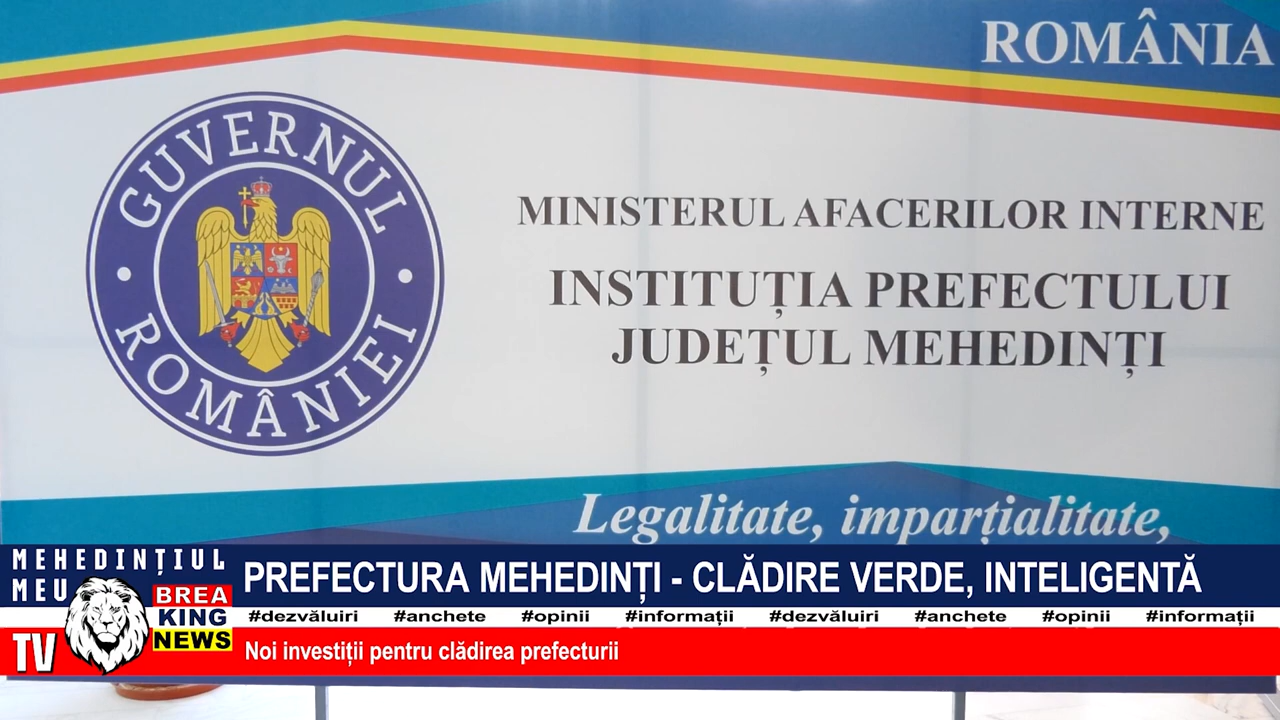 ROMÂNIA
GUVERNUL
ROMÂNIEI
MINISTERUL AFACERILOR INTERNE
INSTITUȚIA PREFECTULUI
JUDEȚUL MEHEDINȚI
Legalitate, imparțialitate,
MEHEDINȚIUL
MEU
TV
BREA
KING
NEWS
PREFECTURA MEHEDINȚI - CLĂDIRE VERDE, INTELIGENTĂ
#dezvăluiri #anchete #opinii #informații #dezvăluiri #anchete #opinii #informații
Noi investiții pentru clădirea prefecturii